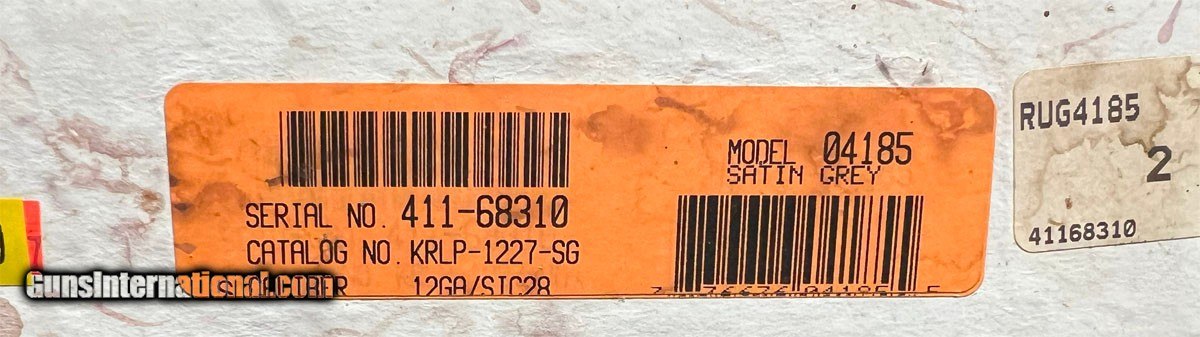 SERIAL NO. 411-68310
CATALOG NO. KRLP-1227-SG
12GA/SIC28
MODEL 04185
SATIN GREY
RUG4185
2
41168310
GunsInternational.com